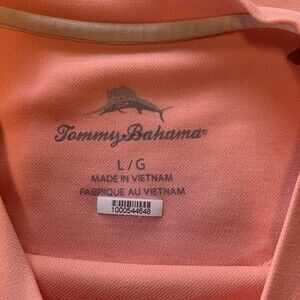 Tommy Bahama®
L/G
MADE IN VIETNAM
FABRIQUE AU VIETNAM
1000544648